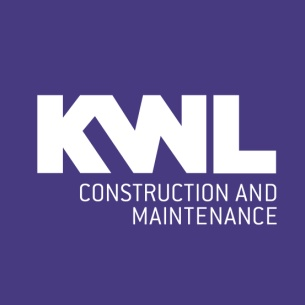 KWL
CONSTRUCTION AND
MAINTENANCE